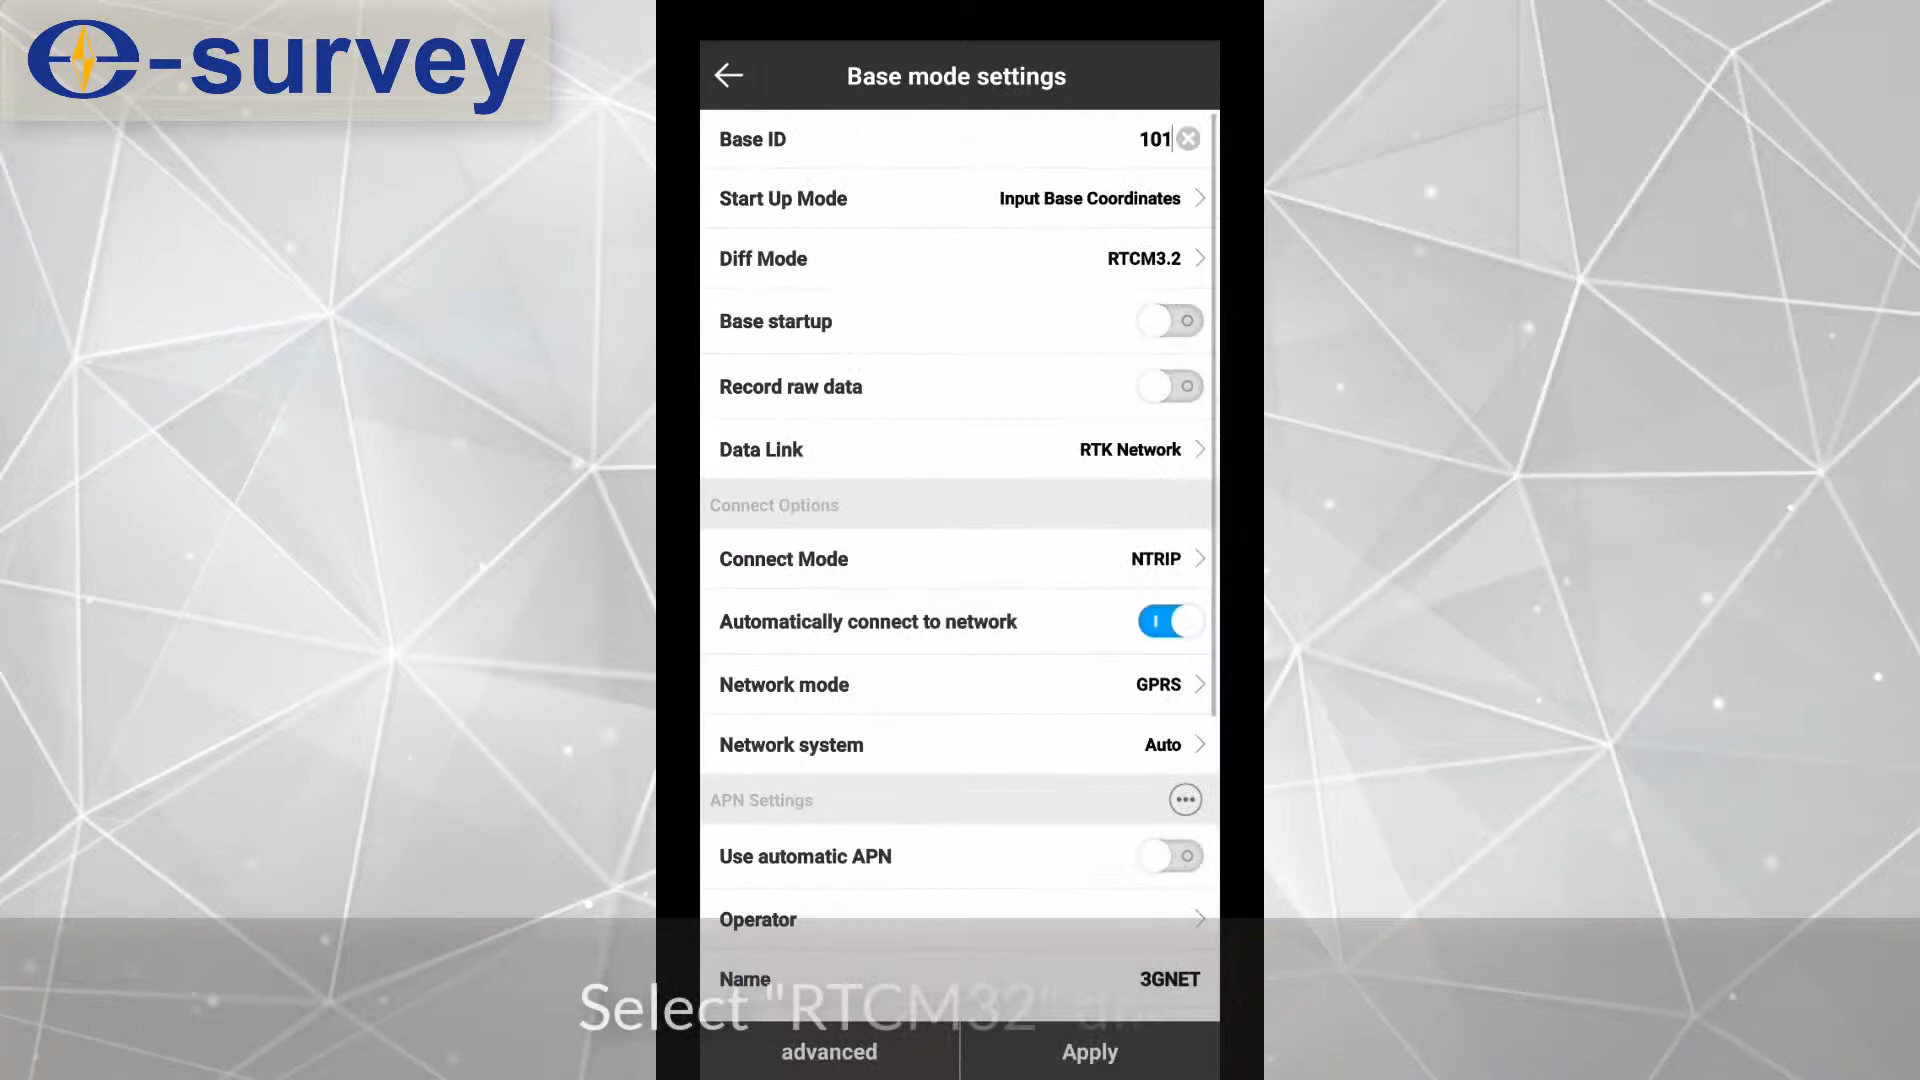 e-survey
Base mode settings
Base ID 101
Start Up Mode Input Base Coordinates
Diff Mode RTCM3.2
Base startup
Record raw data
Data Link RTK Network
Connect Options
Connect Mode NTRIP
Automatically connect to network
Network mode GPRS
Network system Auto
APN Settings
Use automatic APN
Operator
Name 3GNET
Select "RTCM32"
advanced Apply